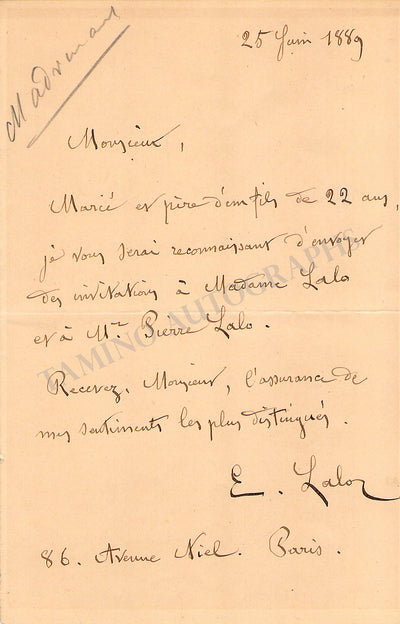 25 Juin 1889
Monsieur,
Marié et père d'un fils de 22 ans,
je vous serai reconnaissant d'envoyer
des invitations à Madame Lalo
et à Mr. Pierre Lalo.
Recevez, Monsieur, l'assurance de
mes sentiments les plus distingués.
E. Lalo
86. Avenue Niel. Paris.
TAMINO AUTOGRAPHS